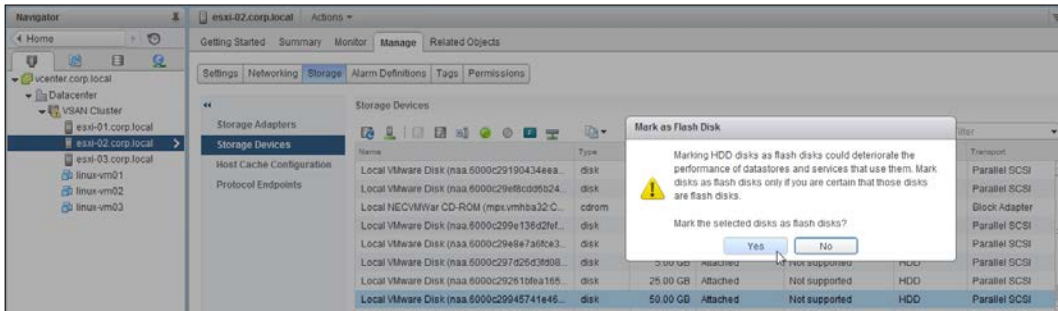 Navigator
esxi-02.corp.local Actions
Home
Getting Started Summary Monitor Manage Related Objects
Settings Networking Storage Alarm Definitions Tags Permissions
vcenter.corp.local
Datacenter
VSAN Cluster
esxi-01.corp.local
esxi-02.corp.local
esxi-03.corp.local
linux-vm01
linux-vm02
linux-vm03
Storage Adapters
Storage Devices
Host Cache Configuration
Protocol Endpoints
Storage Devices
Name Type Transport
Local VMware Disk (naa.6000c29190434eea... disk Parallel SCSI
Local VMware Disk (naa.6000c29ef8cdd6b24... disk Parallel SCSI
Local NECVMWar CD-ROM (mpx.vmhba32:C... cdrom Block Adapter
Local VMware Disk (naa.6000c299e136d2fef... disk Parallel SCSI
Local VMware Disk (naa.6000c29e8e7a6fce3... disk Parallel SCSI
Local VMware Disk (naa.6000c297d26d3fd08... disk 5.00 GB Attached Not supported HDD Parallel SCSI
Local VMware Disk (naa.6000c29261bfea165... disk 25.00 GB Attached Not supported HDD Parallel SCSI
Local VMware Disk (naa.6000c29945741e46... disk 50.00 GB Attached Not supported HDD Parallel SCSI
Mark as Flash Disk
Marking HDD disks as flash disks could deteriorate the
performance of datastores and services that use them. Mark
disks as flash disks only if you are certain that those disks
are flash disks.
Mark the selected disks as flash disks?
Yes No